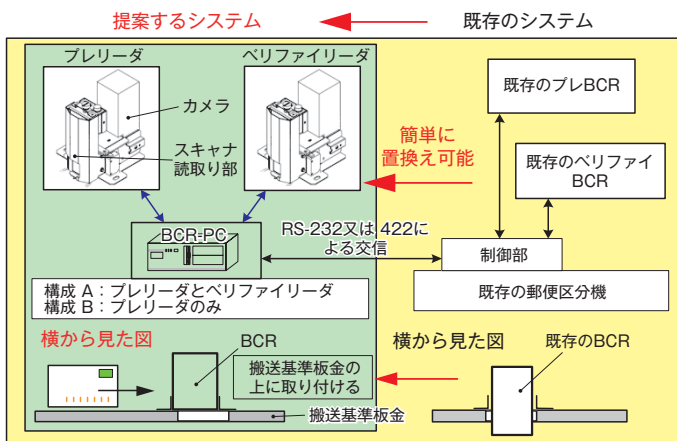 提案するシステム
既存のシステム
プレリーダ
ベリファイリーダ
カメラ
スキャナ
読取り部
簡単に
置換え可能
既存のプレBCR
既存のベリファイ
BCR
BCR-PC
RS-232又は 422に
よる交信
制御部
既存の郵便区分機
構成 A：プレリーダとベリファイリーダ
構成 B：プレリーダのみ
横から見た図
BCR
搬送基準板金の
上に取り付ける
搬送基準板金
横から見た図
既存のBCR